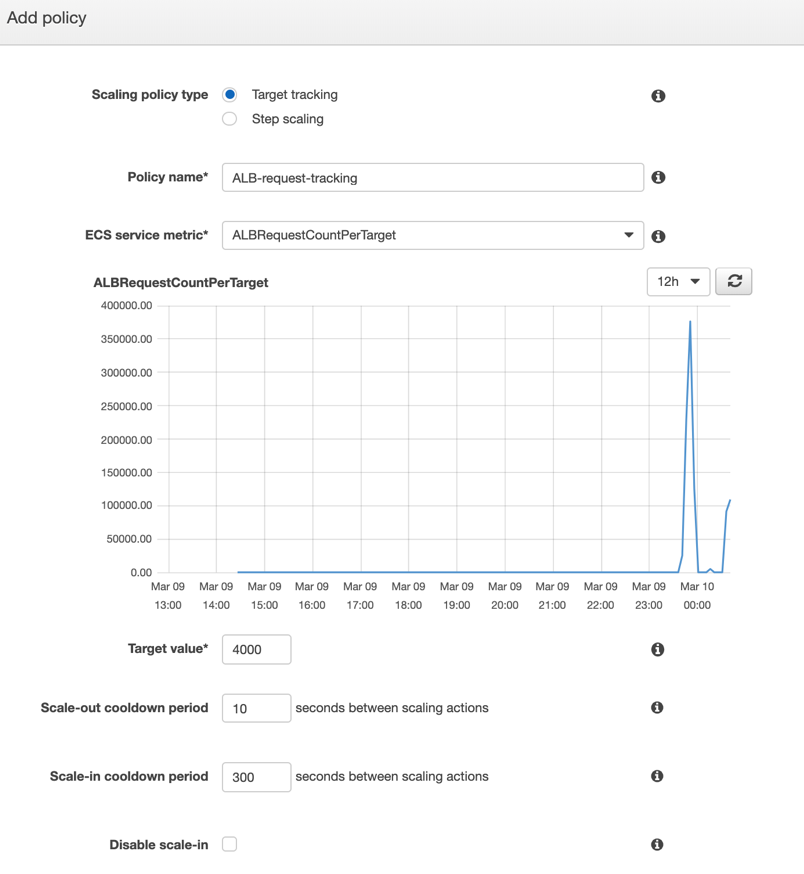 Add policy
Scaling policy type
Target tracking
Step scaling
Policy name*
ALB-request-tracking
ECS service metric*
ALBRequestCountPerTarget
ALBRequestCountPerTarget
12h
400000.00
350000.00
300000.00
250000.00
200000.00
150000.00
100000.00
50000.00
0.00
Mar 09 Mar 09 Mar 09 Mar 09 Mar 09 Mar 09 Mar 09 Mar 09 Mar 09 Mar 09 Mar 09 Mar 10
13:00 14:00 15:00 16:00 17:00 18:00 19:00 20:00 21:00 22:00 23:00 00:00
Target value* 4000
Scale-out cooldown period 10 seconds between scaling actions
Scale-in cooldown period 300 seconds between scaling actions
Disable scale-in